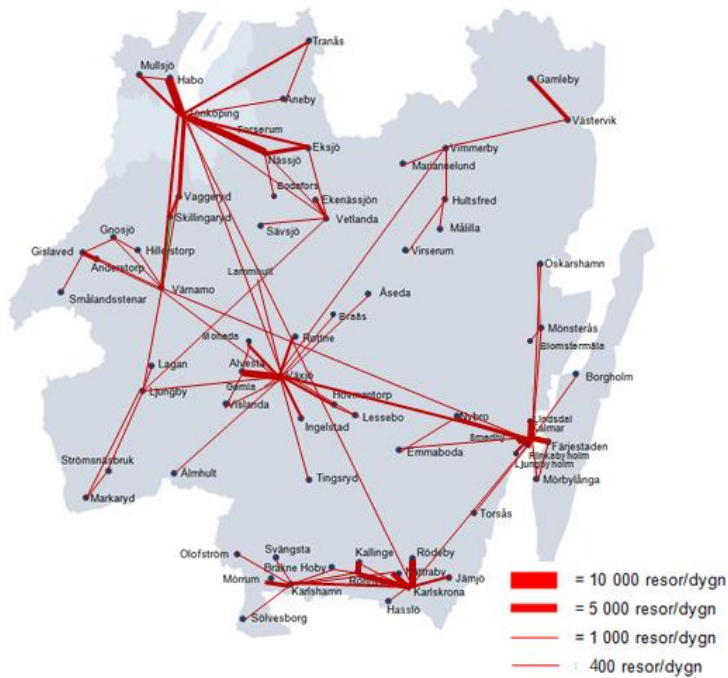 Tranås
Mullsjö
Habo
Gamleby
Aneby
Jönköping
Västervik
Forserum
Eksjö
Vimmerby
Nässjö
Mariannelund
Bodafors
Ekenässjön
Vaggeryd
Hultsfred
Skillingaryd
Vetlanda
Gnosjö
Sävsjö
Målilla
Gislaved
Hillerstorp
Virserum
Anderstorp
Lammhult
Oskarshamn
Värnamo
Åseda
Smålandsstenar
Braås
Mönsterås
Moheda
Rottne
Blomstermåla
Lagan
Alvesta
Växjö
Borgholm
Gemla
Ljungby
Vislanda
Hovmantorp
Lessebo
Nybro
Lindsdal
Ingelstad
Kalmar
Smedby
Färjestaden
Rinkabyholm
Strömsnäsbruk
Emmaboda
Ljungbyholm
Älmhult
Tingsryd
Mörbylånga
Markaryd
Torsås
Olofström
Svängsta
Kallinge
Rödeby
Bräkne Hoby
Nättraby
Mörrum
Jämjö
Karlshamn
Karlskrona
Hasslö
Sölvesborg
= 10 000 resor/dygn
= 5 000 resor/dygn
= 1 000 resor/dygn
: 400 resor/dygn